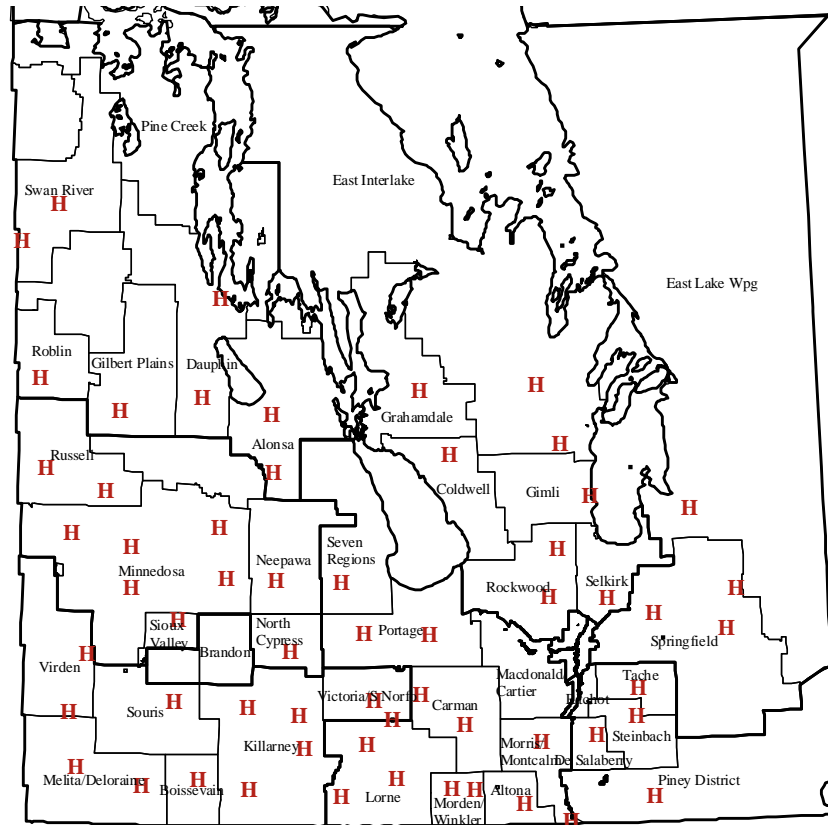 Pine Creek
East Interlake
Swan River
H
H
East Lake Wpg
H
Roblin
Gilbert Plains
Dauphin
H
H
H
H
H
H
Grahamdale
Alonsa
H
Russell
H
H
H
H
Coldwell
Gimli
H
H
H
H
H
H
Seven
Regions
Neepawa
Minnedosa
H
H
H
H
H
Rockwood
H
Selkirk
H
H
H
H
Sioux
Valley
North
Cypress
Portage
H
H
H
Springfield
Brandon
H
H
Virden
Macdonald
Cartier
Tache
H
Victoria/S
H
H
Carman
H
H
Souris
H
H
H
H
H
Steinbach
H
H
H
Killarney
H
H
Morris/
Montcalm
H
De Salaberry
H
Melita/Deloraine
H
Boissevain
H
H
H
Lorne
H
H
H
Morden/
Winkler
Altona
H
Piney District
H
H